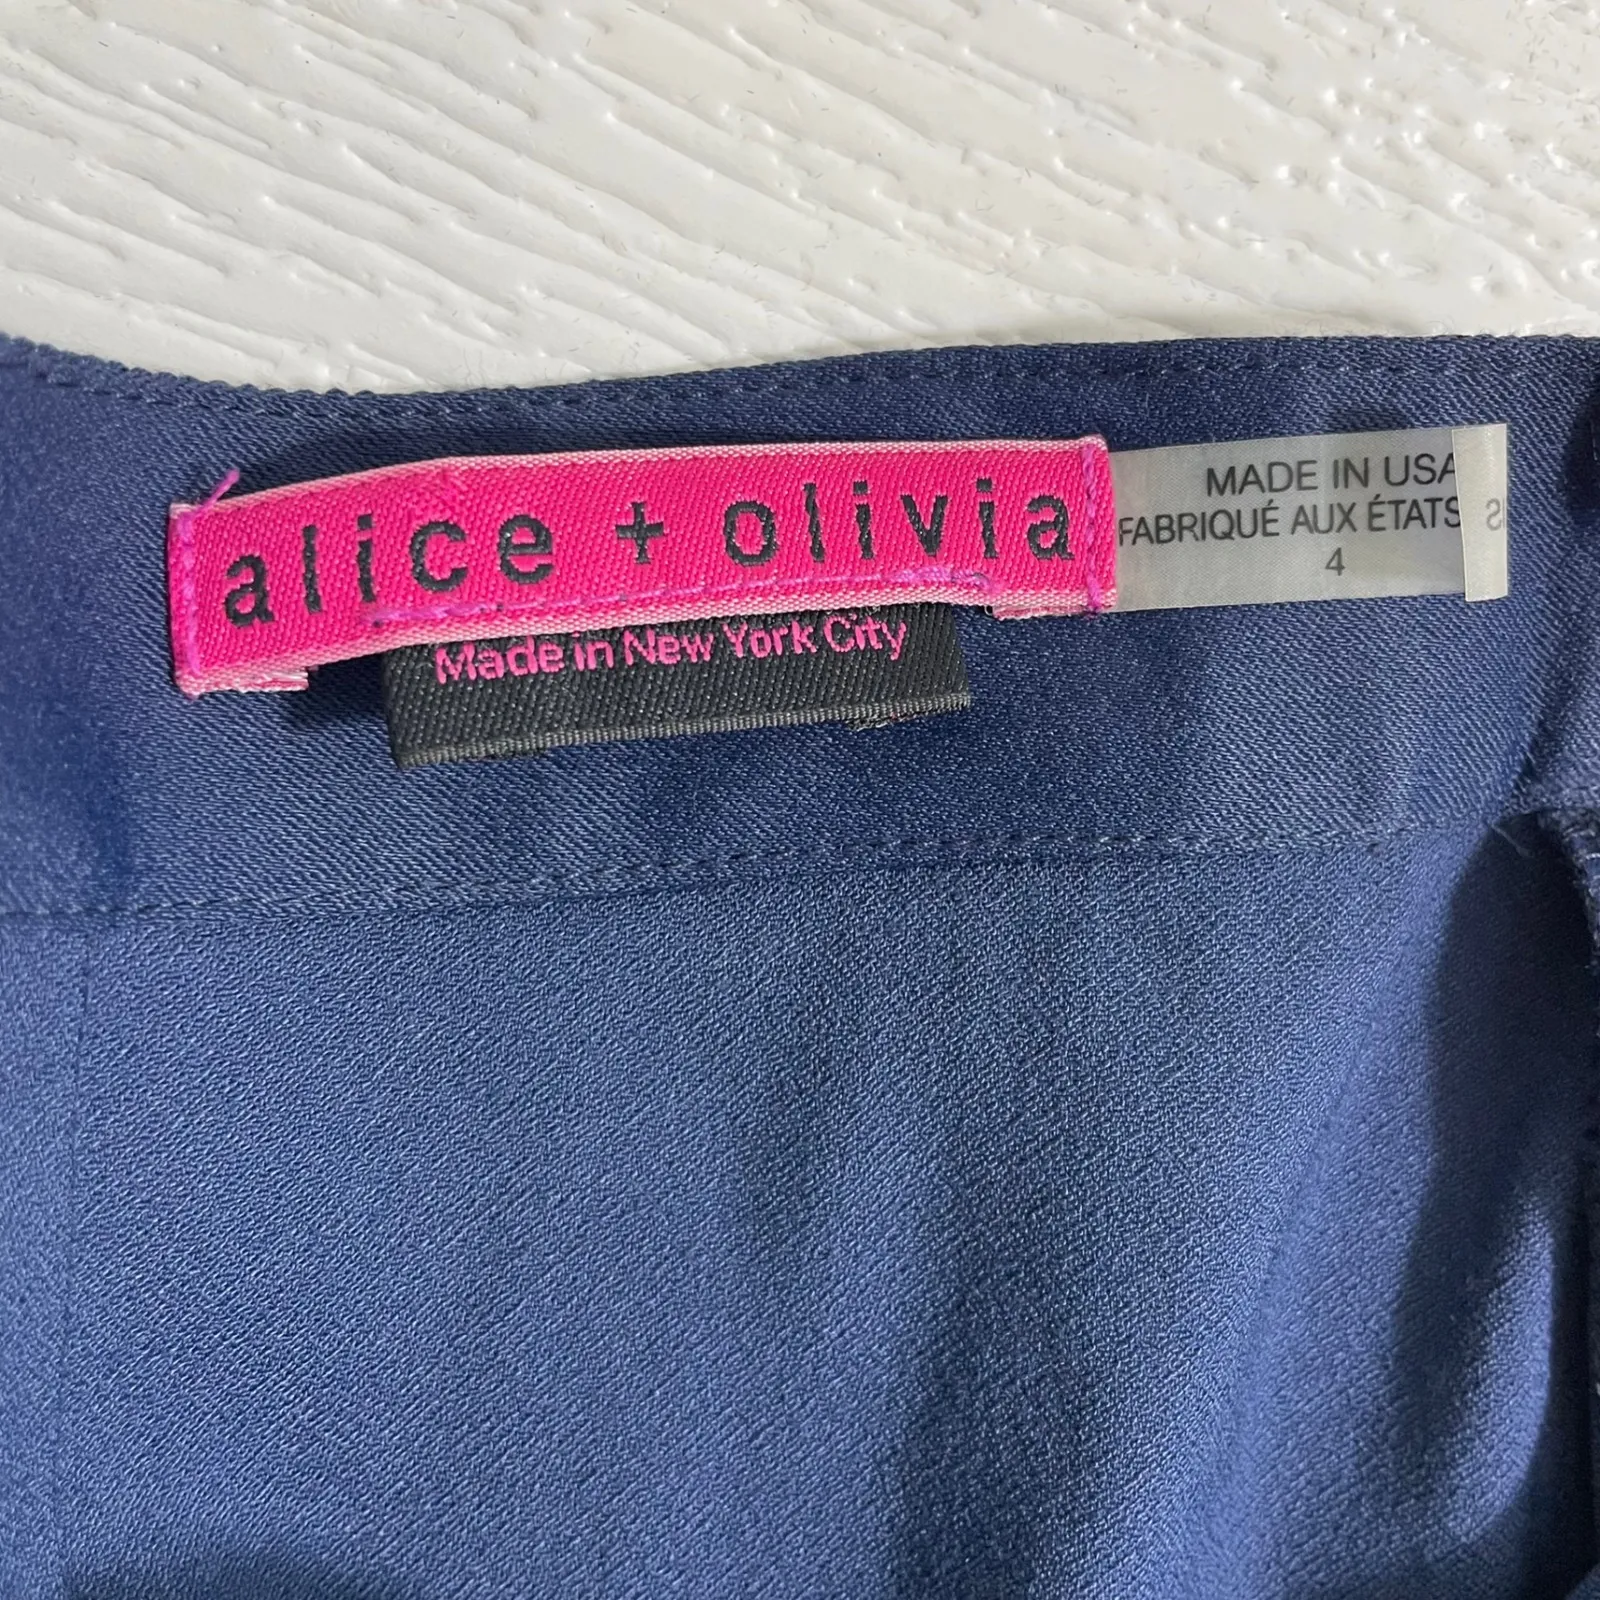 alice + olivia
Made in New York City
MADE IN USA
FABRIQUÉ AUX ÉTATS
4